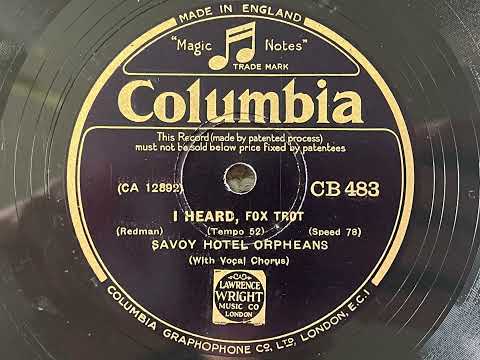 MADE IN ENGLAND
"Magic Notes"
TRADE MARK
Columbia
This Record (made by patented process)
must not be sold below price fixed by patentees
(CA 12892) CB 483
I HEARD, FOX TROT
(Redman) (Tempo 52) (Speed 78)
SAVOY HOTEL ORPHEANS
(With Vocal Chorus)
LAWRENCE
WRIGHT
MUSIC CO
LONDON
COLUMBIA GRAPHOPHONE CO. LTD, LONDON, E.C.1